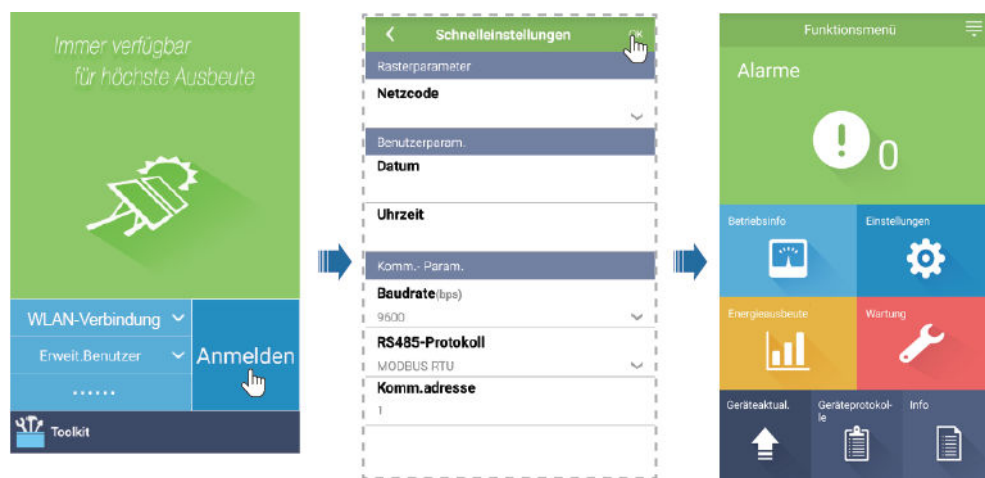 Immer verfügbar
für höchste Ausbeute
WLAN-Verbindung
Erweit.Benutzer
Anmelden
......
Toolkit
Schnelleinstellungen
OK
Rasterparameter
Netzcode
Benutzerparam.
Datum
Uhrzeit
Komm.- Param.
Baudrate(bps)
9600
RS485-Protokoll
MODBUS RTU
Komm.adresse
1
Funktionsmenü
Alarme
0
Betriebsinfo
Einstellungen
Energieausbeute
Wartung
Geräteaktual.
Geräteprotokol-
le
Info